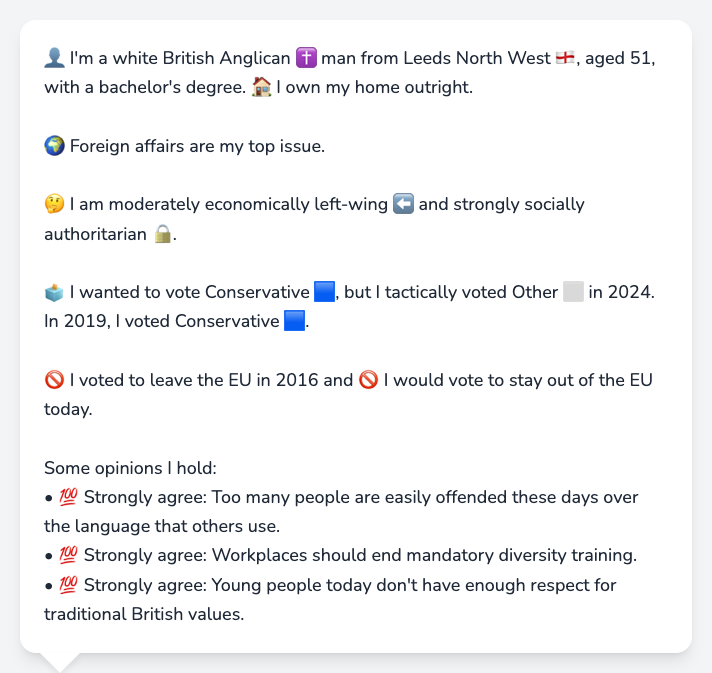 👤 I'm a white British Anglican ✝️ man from Leeds North West 🏴󠁧󠁢󠁥󠁮󠁧󠁿, aged 51,
with a bachelor's degree. 🏠 I own my home outright.
🌍 Foreign affairs are my top issue.
🤔 I am moderately economically left-wing ⬅️ and strongly socially
authoritarian 🔒.
🗳️ I wanted to vote Conservative 🟦, but I tactically voted Other ⬜ in 2024.
In 2019, I voted Conservative 🟦.
🚫 I voted to leave the EU in 2016 and 🚫 I would vote to stay out of the EU
today.
Some opinions I hold:
• 💯 Strongly agree: Too many people are easily offended these days over
the language that others use.
• 💯 Strongly agree: Workplaces should end mandatory diversity training.
• 💯 Strongly agree: Young people today don't have enough respect for
traditional British values.